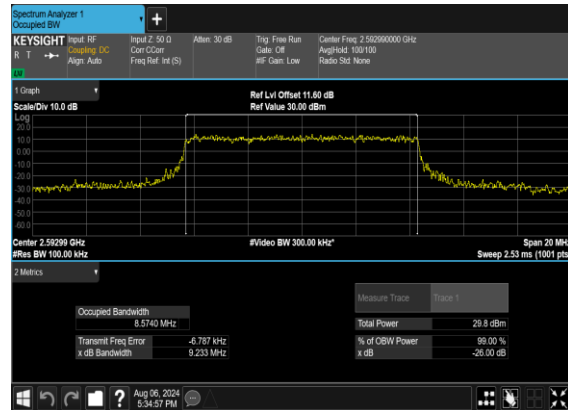 Spectrum Analyzer 1
Occupied BW
+
KEYSIGHT Input: RF Input Z: 50 Ω Atten: 30 dB Trig: Free Run Center Freq: 2.592990000 GHz
R T Coupling: DC Corr CCorr Gate: Off Avg|Hold: 100/100
Align: Auto Freq Ref: Int (S) #IF Gain: Low Radio Std: None
LW
1 Graph Ref Lvl Offset 11.60 dB
Scale/Div 10.0 dB Ref Value 30.00 dBm
Log
20.0
10.0
0.00
-10.0
-20.0
-30.0
-40.0
-50.0
-60.0
Center 2.59299 GHz #Video BW 300.00 kHz* Span 20 MHz
#Res BW 100.00 kHz Sweep 2.53 ms (1001 pts
2 Metrics
Measure Trace Trace 1
Occupied Bandwidth
8.5740 MHz Total Power 29.8 dBm
Transmit Freq Error -6.787 kHz % of OBW Power 99.00 %
x dB Bandwidth 9.233 MHz x dB -26.00 dB
? Aug 06, 2024
5:34:57 PM